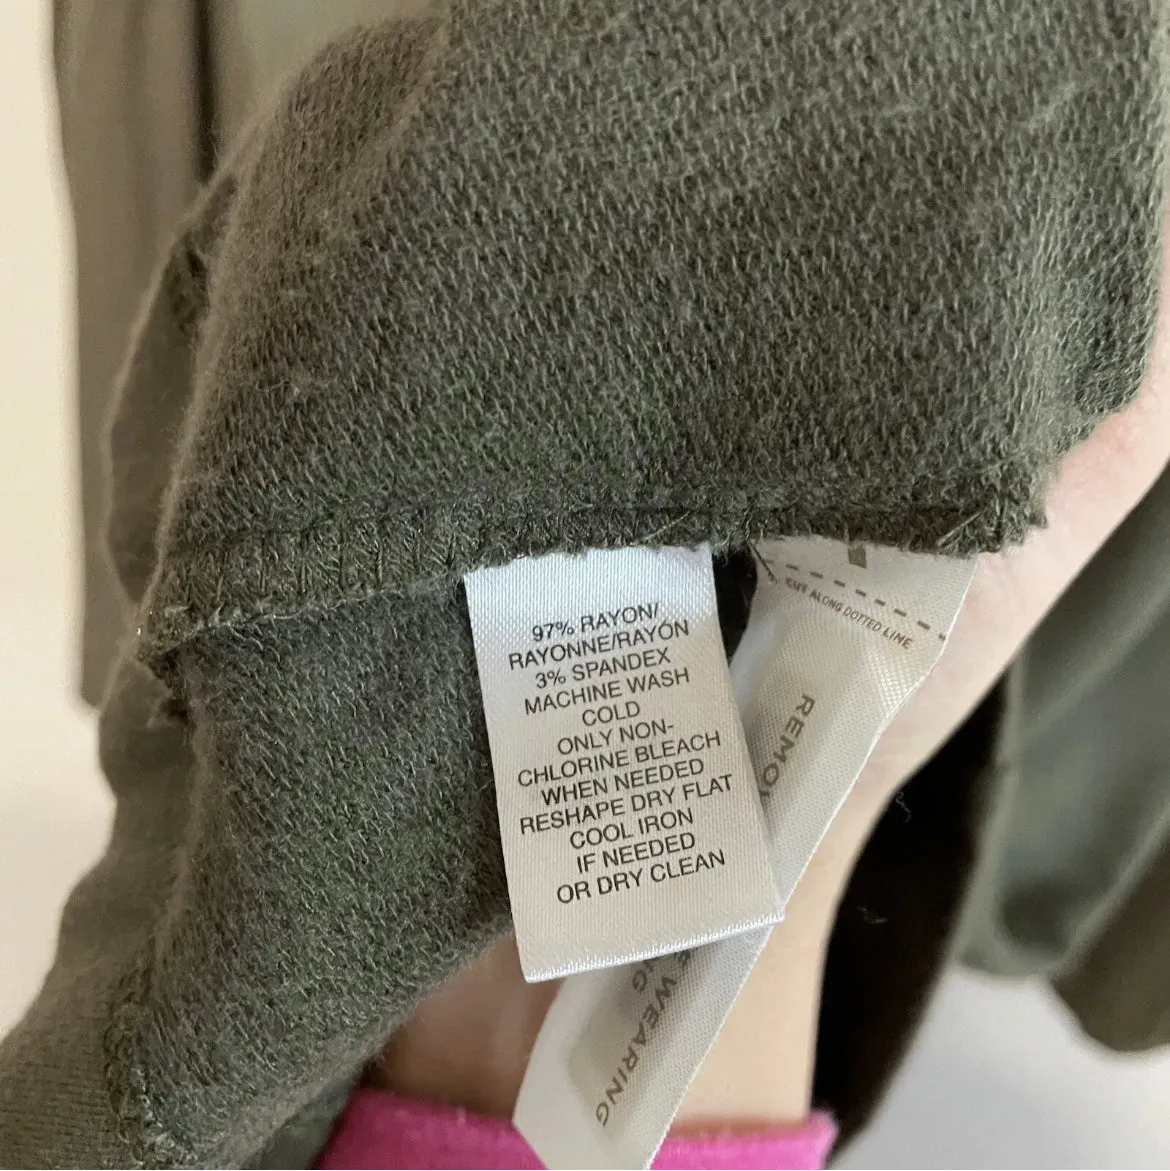 97% RAYON/
RAYONNE/RAYÓN
3% SPANDEX
MACHINE WASH
COLD
ONLY NON-
CHLORINE BLEACH
WHEN NEEDED
RESHAPE DRY FLAT
COOL IRON
IF NEEDED
OR DRY CLEAN
CUT ALONG DOTTED LINE
WEARING